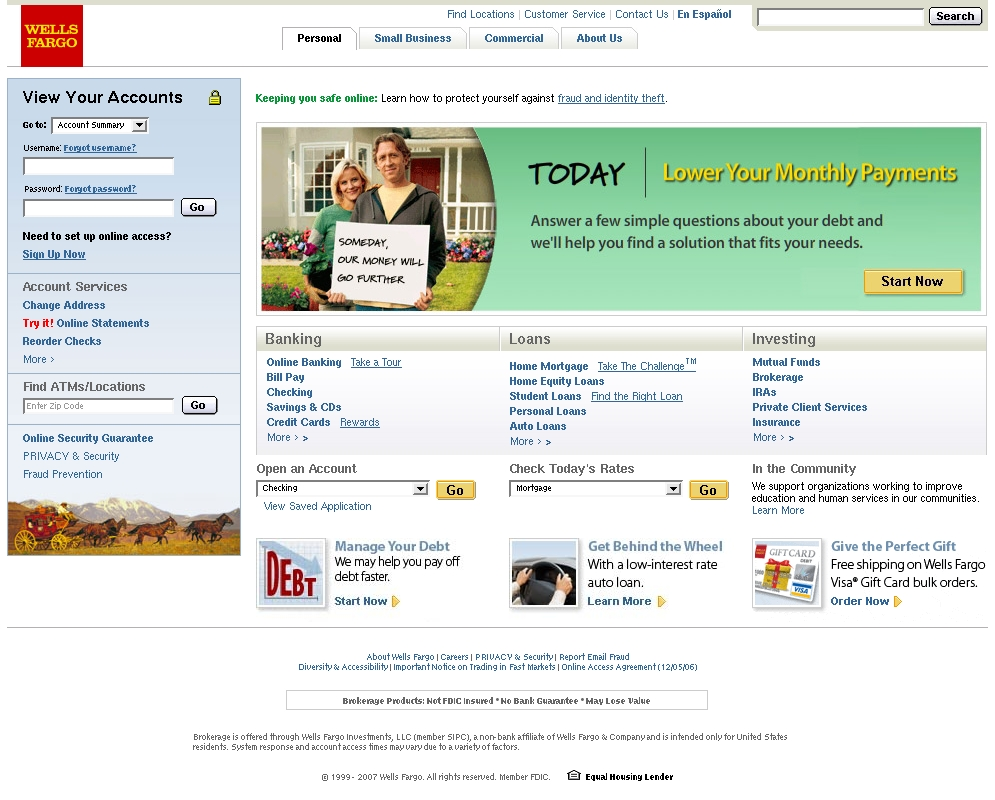 WELLS
FARGO
Find Locations | Customer Service | Contact Us | En Español
Search
Personal
Small Business
Commercial
About Us
View Your Accounts
Go to: Account Summary
Username: Forgot username?
Password: Forgot password?
Go
Need to set up online access?
Sign Up Now
Account Services
Change Address
Try it! Online Statements
Reorder Checks
More >
Find ATMs/Locations
Enter Zip Code
Go
Online Security Guarantee
PRIVACY & Security
Fraud Prevention
Keeping you safe online: Learn how to protect yourself against fraud and identity theft.
SOMEDAY,
OUR MONEY WILL
GO FURTHER
TODAY
Lower Your Monthly Payments
Answer a few simple questions about your debt and
we'll help you find a solution that fits your needs.
Start Now
Banking
Online Banking Take a Tour
Bill Pay
Checking
Savings & CDs
Credit Cards Rewards
More > >
Loans
Home Mortgage Take The Challenge™
Home Equity Loans
Student Loans Find the Right Loan
Personal Loans
Auto Loans
More > >
Investing
Mutual Funds
Brokerage
IRAs
Private Client Services
Insurance
More > >
Open an Account
Checking
Go
View Saved Application
Check Today's Rates
Mortgage
Go
In the Community
We support organizations working to improve
education and human services in our communities.
Learn More
DEBT
Manage Your Debt
We may help you pay off
debt faster.
Start Now
Get Behind the Wheel
With a low-interest rate
auto loan.
Learn More
GIFT CARD
DEBIT
VISA
Give the Perfect Gift
Free shipping on Wells Fargo
Visa® Gift Card bulk orders.
Order Now
About Wells Fargo | Careers | PRIVACY & Security | Report Email Fraud
Diversity & Accessibility | Important Notice on Trading in Fast Markets | Online Access Agreement (12/05/06)
Brokerage Products: Not FDIC Insured * No Bank Guarantee * May Lose Value
Brokerage is offered through Wells Fargo Investments, LLC (member SIPC), a non-bank affiliate of Wells Fargo & Company and is intended only for United States
residents. System response and account access times may vary due to a variety of factors.
© 1999 - 2007 Wells Fargo. All rights reserved. Member FDIC. Equal Housing Lender